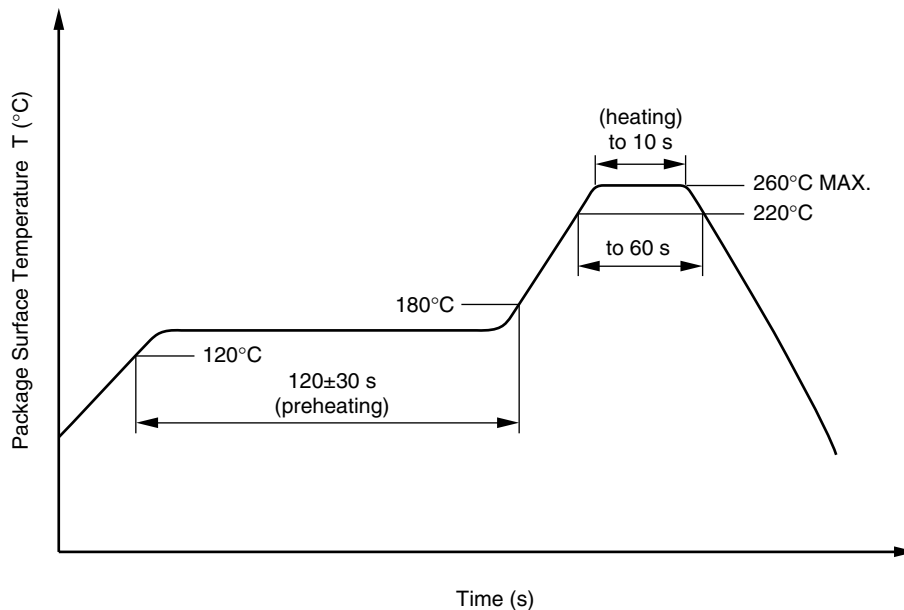 Package Surface Temperature T (°C)
(heating)
to 10 s
260°C MAX.
220°C
to 60 s
180°C
120°C
120±30 s
(preheating)
Time (s)